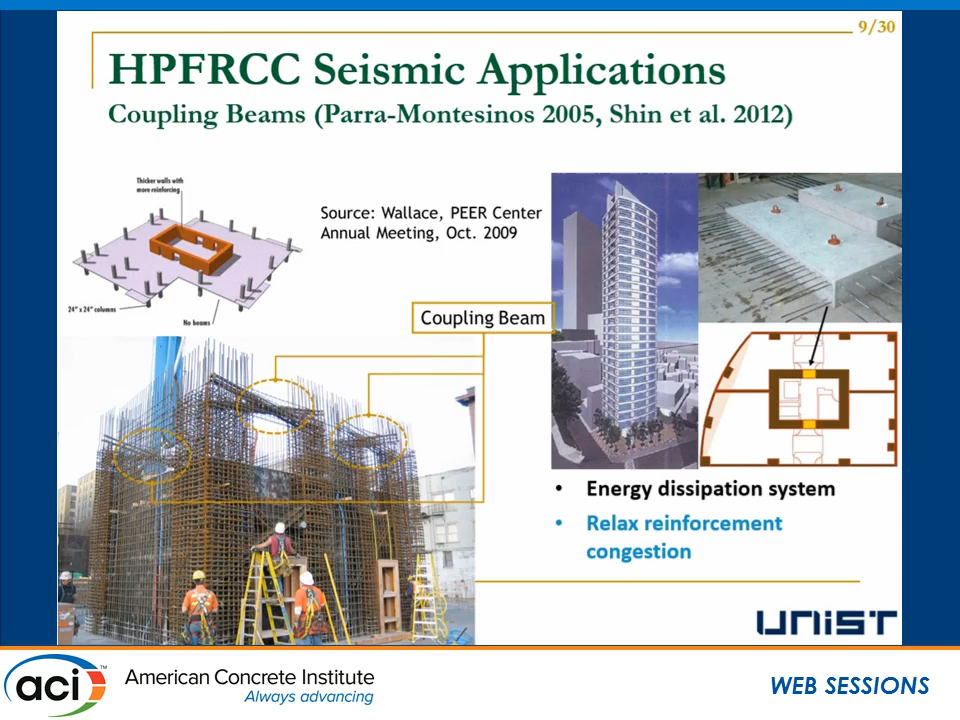 9/30
HPFRCC Seismic Applications
Coupling Beams (Parra-Montesinos 2005, Shin et al. 2012)
Thicker walls with
more reinforcing
Source: Wallace, PEER Center
Annual Meeting, Oct. 2009
24" x 24" columns
No beams
Coupling Beam
• Energy dissipation system
• Relax reinforcement
congestion
UNIST
aci™
American Concrete Institute
Always advancing
WEB SESSIONS